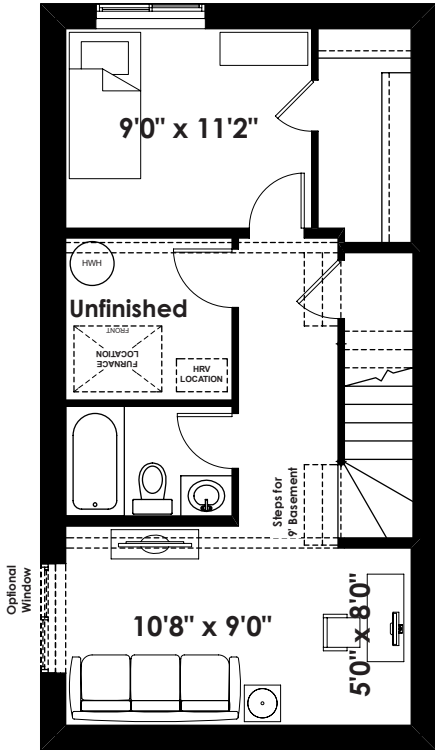 9'0" x 11'2"
HWH
Unfinished
FRONT
FURNACE
LOCATION
HRV
LOCATION
Steps for
9' Basement
Optional
Window
10'8" x 9'0"
5'0" x 8'0"